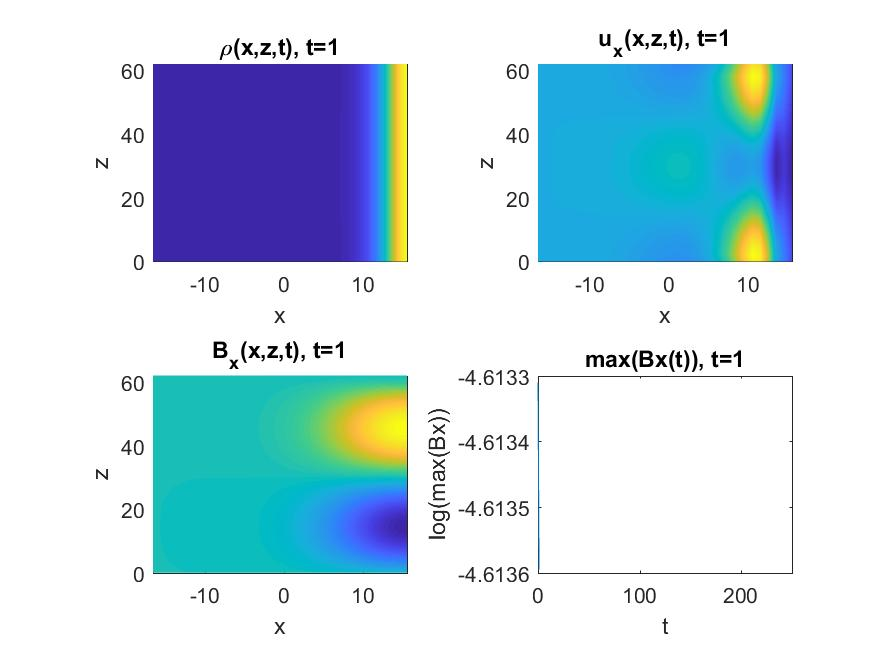 ρ(x,z,t), t=1
60
40
20
0
z
-10 0 10
x
u_x(x,z,t), t=1
60
40
20
0
z
-10 0 10
x
B_x(x,z,t), t=1
60
40
20
0
z
-10 0 10
x
max(Bx(t)), t=1
-4.6133
-4.6134
-4.6135
-4.6136
log(max(Bx))
0 100 200
t